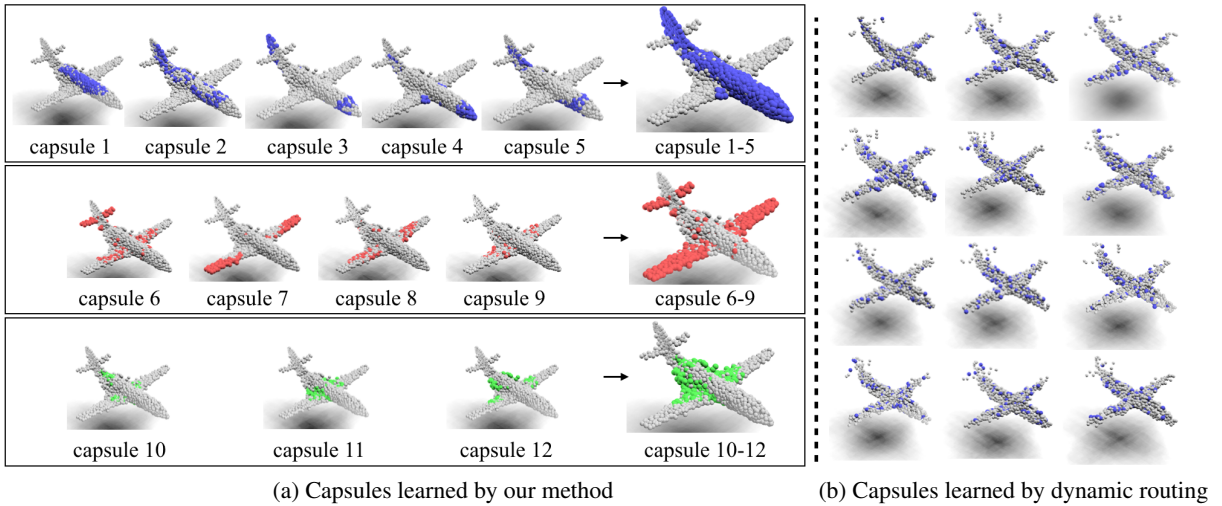 capsule 1 capsule 2 capsule 3 capsule 4 capsule 5 capsule 1-5
capsule 6 capsule 7 capsule 8 capsule 9 capsule 6-9
capsule 10 capsule 11 capsule 12 capsule 10-12
(a) Capsules learned by our method
(b) Capsules learned by dynamic routing